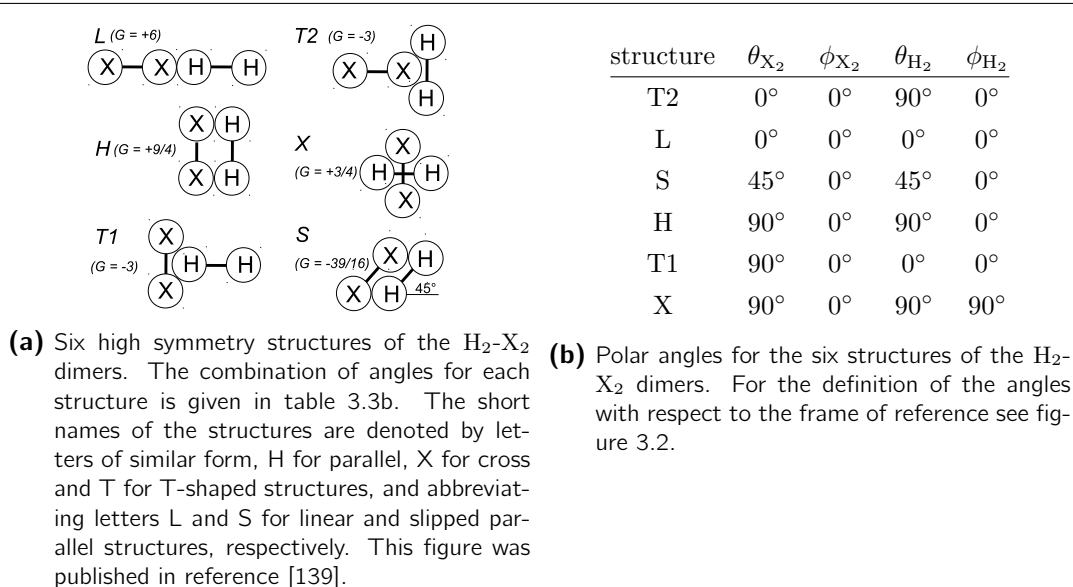 L (G = +6)
X X H H
T2 (G = -3)
X X H H
H (G = +9/4)
X H
X H
X
(G = +3/4)
X
H H
X
T1
(G = -3)
X
H H
X
S
(G = -39/16)
X H
X H 45°
(a) Six high symmetry structures of the H₂-X₂
dimers. The combination of angles for each
structure is given in table 3.3b. The short
names of the structures are denoted by let-
ters of similar form, H for parallel, X for cross
and T for T-shaped structures, and abbreviat-
ing letters L and S for linear and slipped par-
allel structures, respectively. This figure was
published in reference [139].
structure θX₂ ϕX₂ θH₂ ϕH₂
T2 0° 0° 90° 0°
L 0° 0° 0° 0°
S 45° 0° 45° 0°
H 90° 0° 90° 0°
T1 90° 0° 0° 0°
X 90° 0° 90° 90°
(b) Polar angles for the six structures of the H₂-
X₂ dimers. For the definition of the angles
with respect to the frame of reference see fig-
ure 3.2.